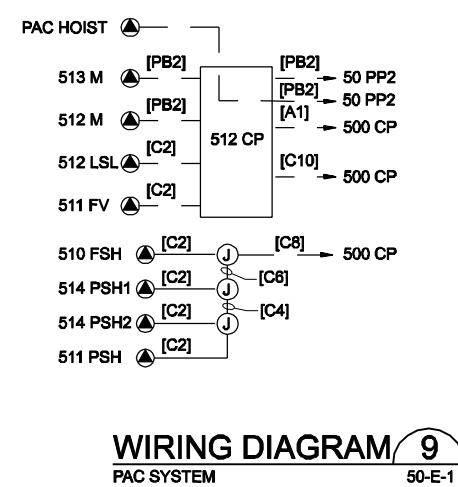 PAC HOIST
513 M [PB2] [PB2] 50 PP2
[PB2] 50 PP2
512 M [PB2] [A1] 500 CP
512 CP
512 LSL [C2] [C10] 500 CP
511 FV [C2]
510 FSH [C2] J [C8] 500 CP
[C6]
514 PSH1 [C2] J
[C4]
514 PSH2 [C2] J
511 PSH [C2]
WIRING DIAGRAM 9
PAC SYSTEM 50-E-1